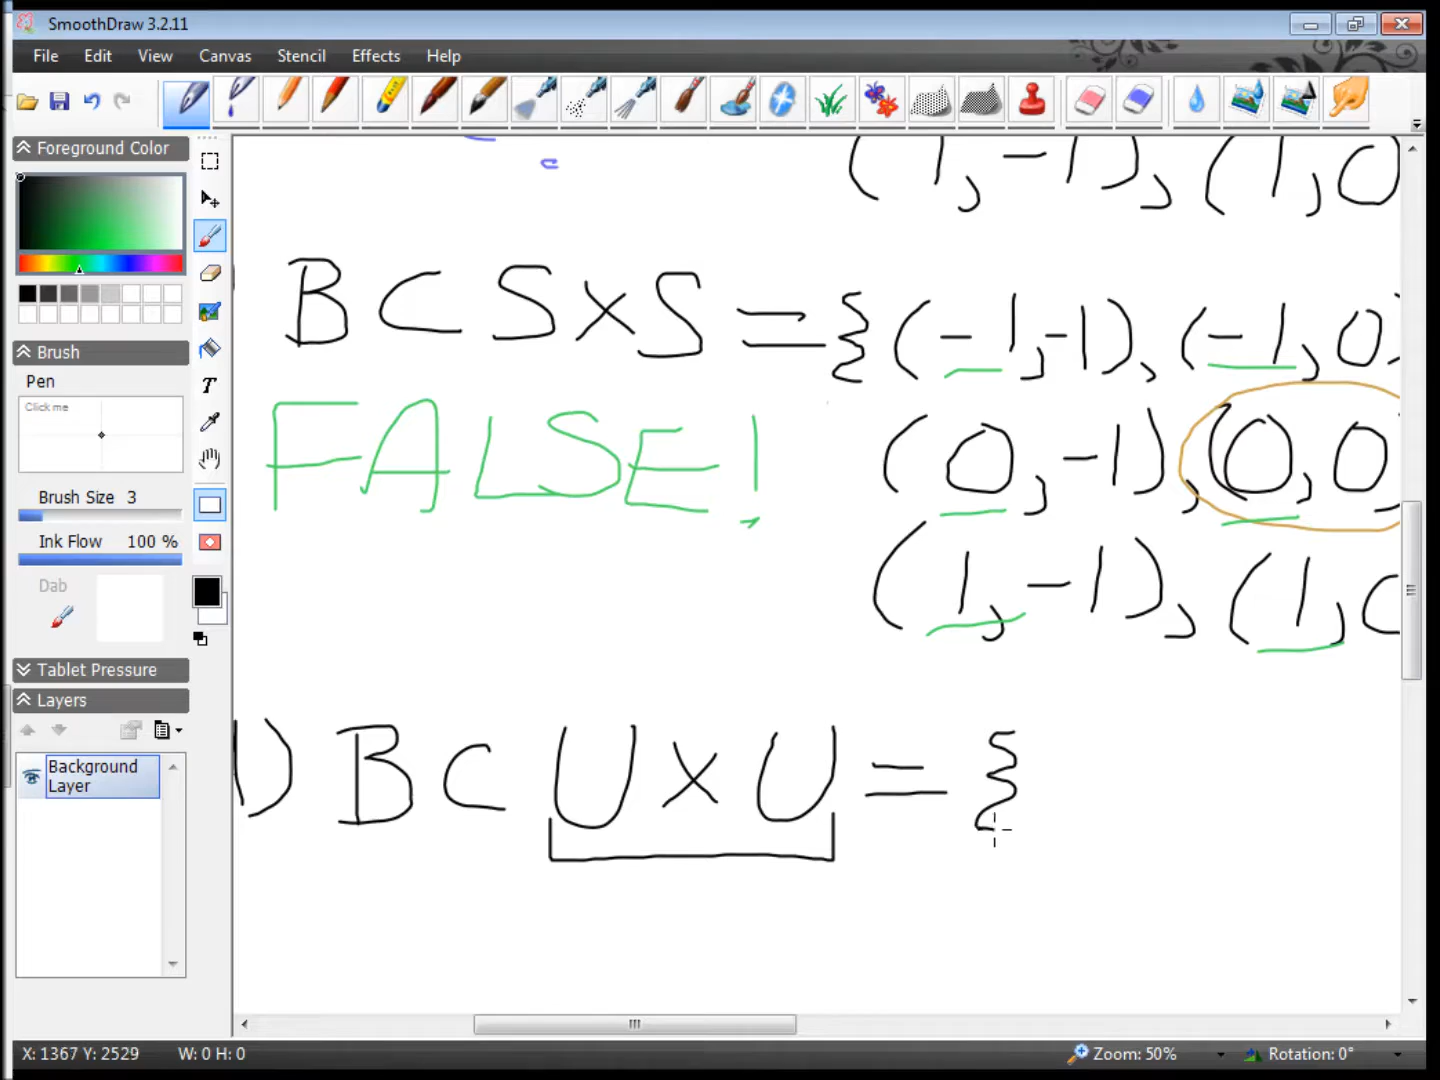 SmoothDraw 3.2.11
File Edit View Canvas Stencil Effects Help
Foreground Color
Brush
Pen
Click me
Brush Size 3
Ink Flow 100 %
Dab
Tablet Pressure
Layers
Background
Layer
(1,-1), (1,0
B ⊂ S×S = {(-1,-1), (-1,0
FALSE! (0,-1), (0,0,
(1,-1), (1,0
) B ⊂ U×U = {
X: 1367 Y: 2529 W: 0 H: 0 Zoom: 50% Rotation: 0°